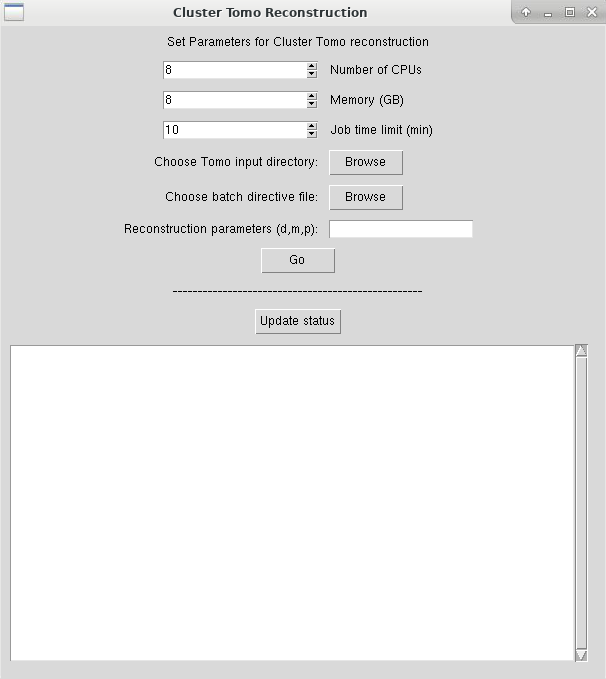 Cluster Tomo Reconstruction
Set Parameters for Cluster Tomo reconstruction
8 Number of CPUs
8 Memory (GB)
10 Job time limit (min)
Choose Tomo input directory: Browse
Choose batch directive file: Browse
Reconstruction parameters (d,m,p):
Go
--------------------------------------------------
Update status